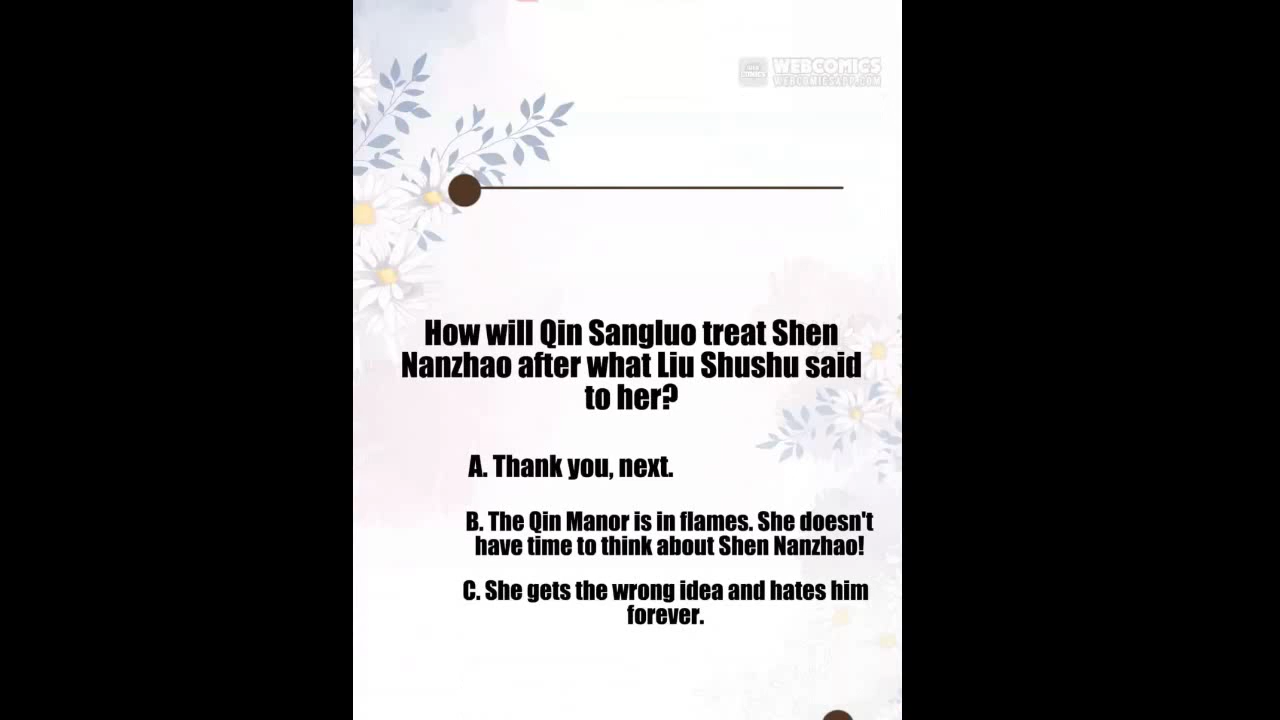 WEBCOMICS
WEBCOMICSAPP.COM
How will Qin Sangluo treat Shen
Nanzhao after what Liu Shushu said
to her?
A. Thank you, next.
B. The Qin Manor is in flames. She doesn't
have time to think about Shen Nanzhao!
C. She gets the wrong idea and hates him
forever.